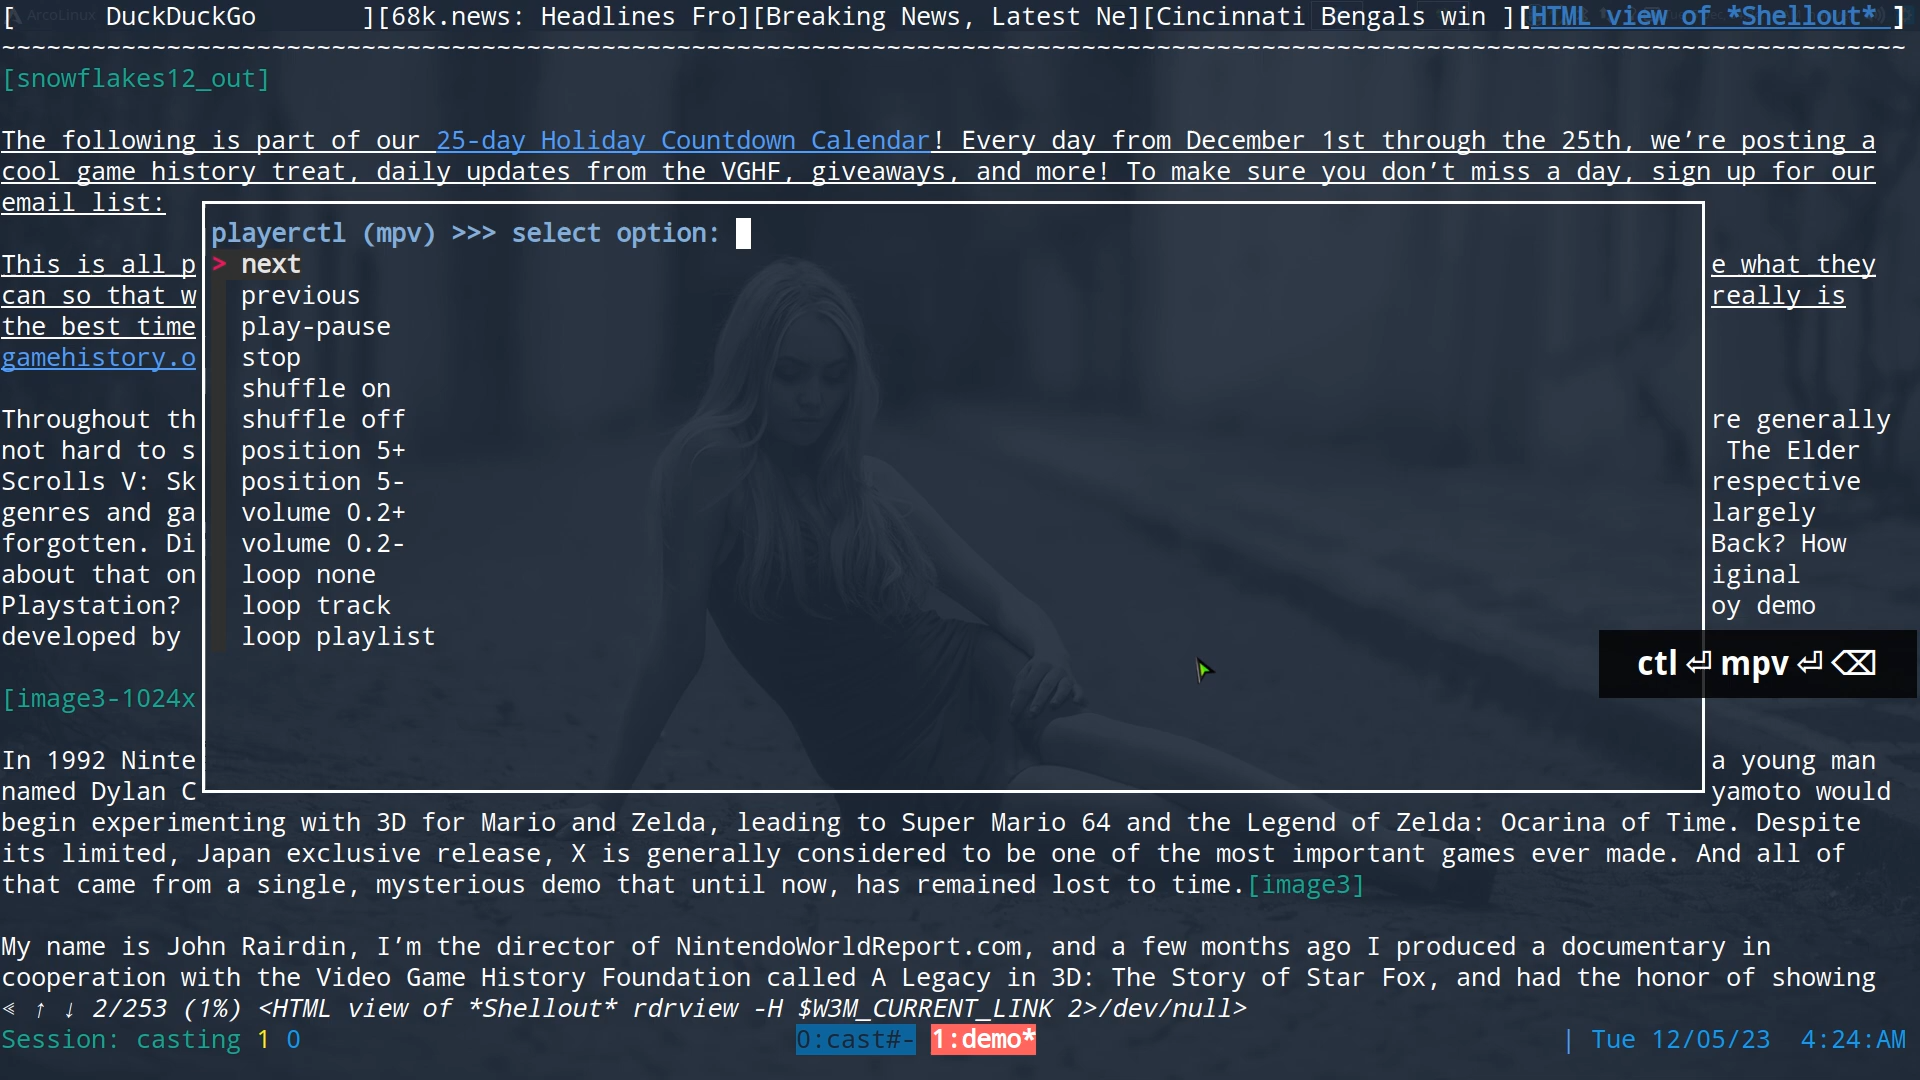 [      DuckDuckGo       ][68k.news: Headlines Fro][Breaking News, Latest Ne][Cincinnati Bengals win ][HTML view of *Shellout* ]
~~~~~~~~~~~~~~~~~~~~~~~~~~~~~~~~~~~~~~~~~~~~~~~~~~~~~~~~~~~~~~~~~~~~~~~~~~~~~~~~~~~~~~~~~~~~~~~~~~~~~~~~~~~~~~~~~~~~~~~~~~~~~~~
[snowflakes12_out]
The following is part of our 25-day Holiday Countdown Calendar! Every day from December 1st through the 25th, we’re posting a
cool game history treat, daily updates from the VGHF, giveaways, and more! To make sure you don’t miss a day, sign up for our
email list:
playerctl (mpv) >>> select option:
> next
previous
play-pause
stop
shuffle on
shuffle off
position 5+
position 5-
volume 0.2+
volume 0.2-
loop none
loop track
loop playlist
This is all p
can so that w
the best time
gamehistory.o
Throughout th
not hard to s
Scrolls V: Sk
genres and ga
forgotten. Di
about that on
Playstation?
developed by
[image3-1024x
In 1992 Ninte
named Dylan C
e what they
really is
re generally
The Elder
respective
largely
Back? How
iginal
oy demo
ctl ⏎ mpv ⏎ ⌫
a young man
yamoto would
begin experimenting with 3D for Mario and Zelda, leading to Super Mario 64 and the Legend of Zelda: Ocarina of Time. Despite
its limited, Japan exclusive release, X is generally considered to be one of the most important games ever made. And all of
that came from a single, mysterious demo that until now, has remained lost to time.[image3]
My name is John Rairdin, I’m the director of NintendoWorldReport.com, and a few months ago I produced a documentary in
cooperation with the Video Game History Foundation called A Legacy in 3D: The Story of Star Fox, and had the honor of showing
≪ ↑ ↓ 2/253 (1%) <HTML view of *Shellout* rdrview -H $W3M_CURRENT_LINK 2>/dev/null>
Session: casting 1 0 0:cast#- 1:demo* | Tue 12/05/23 4:24:AM